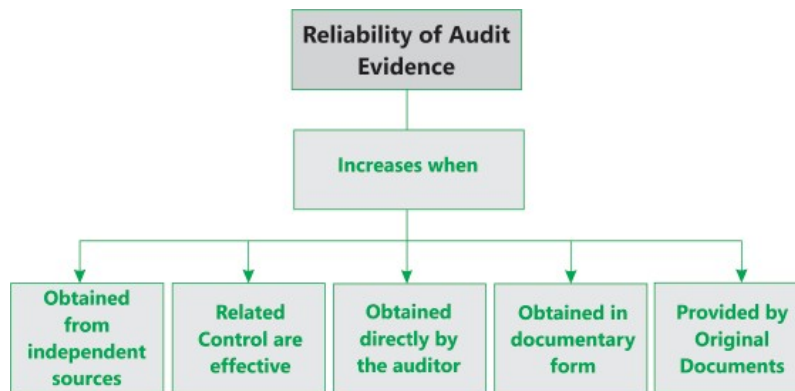 Reliability of Audit
Evidence
Increases when
Obtained
from
independent
sources
Related
Control are
effective
Obtained
directly by
the auditor
Obtained in
documentary
form
Provided by
Original
Documents